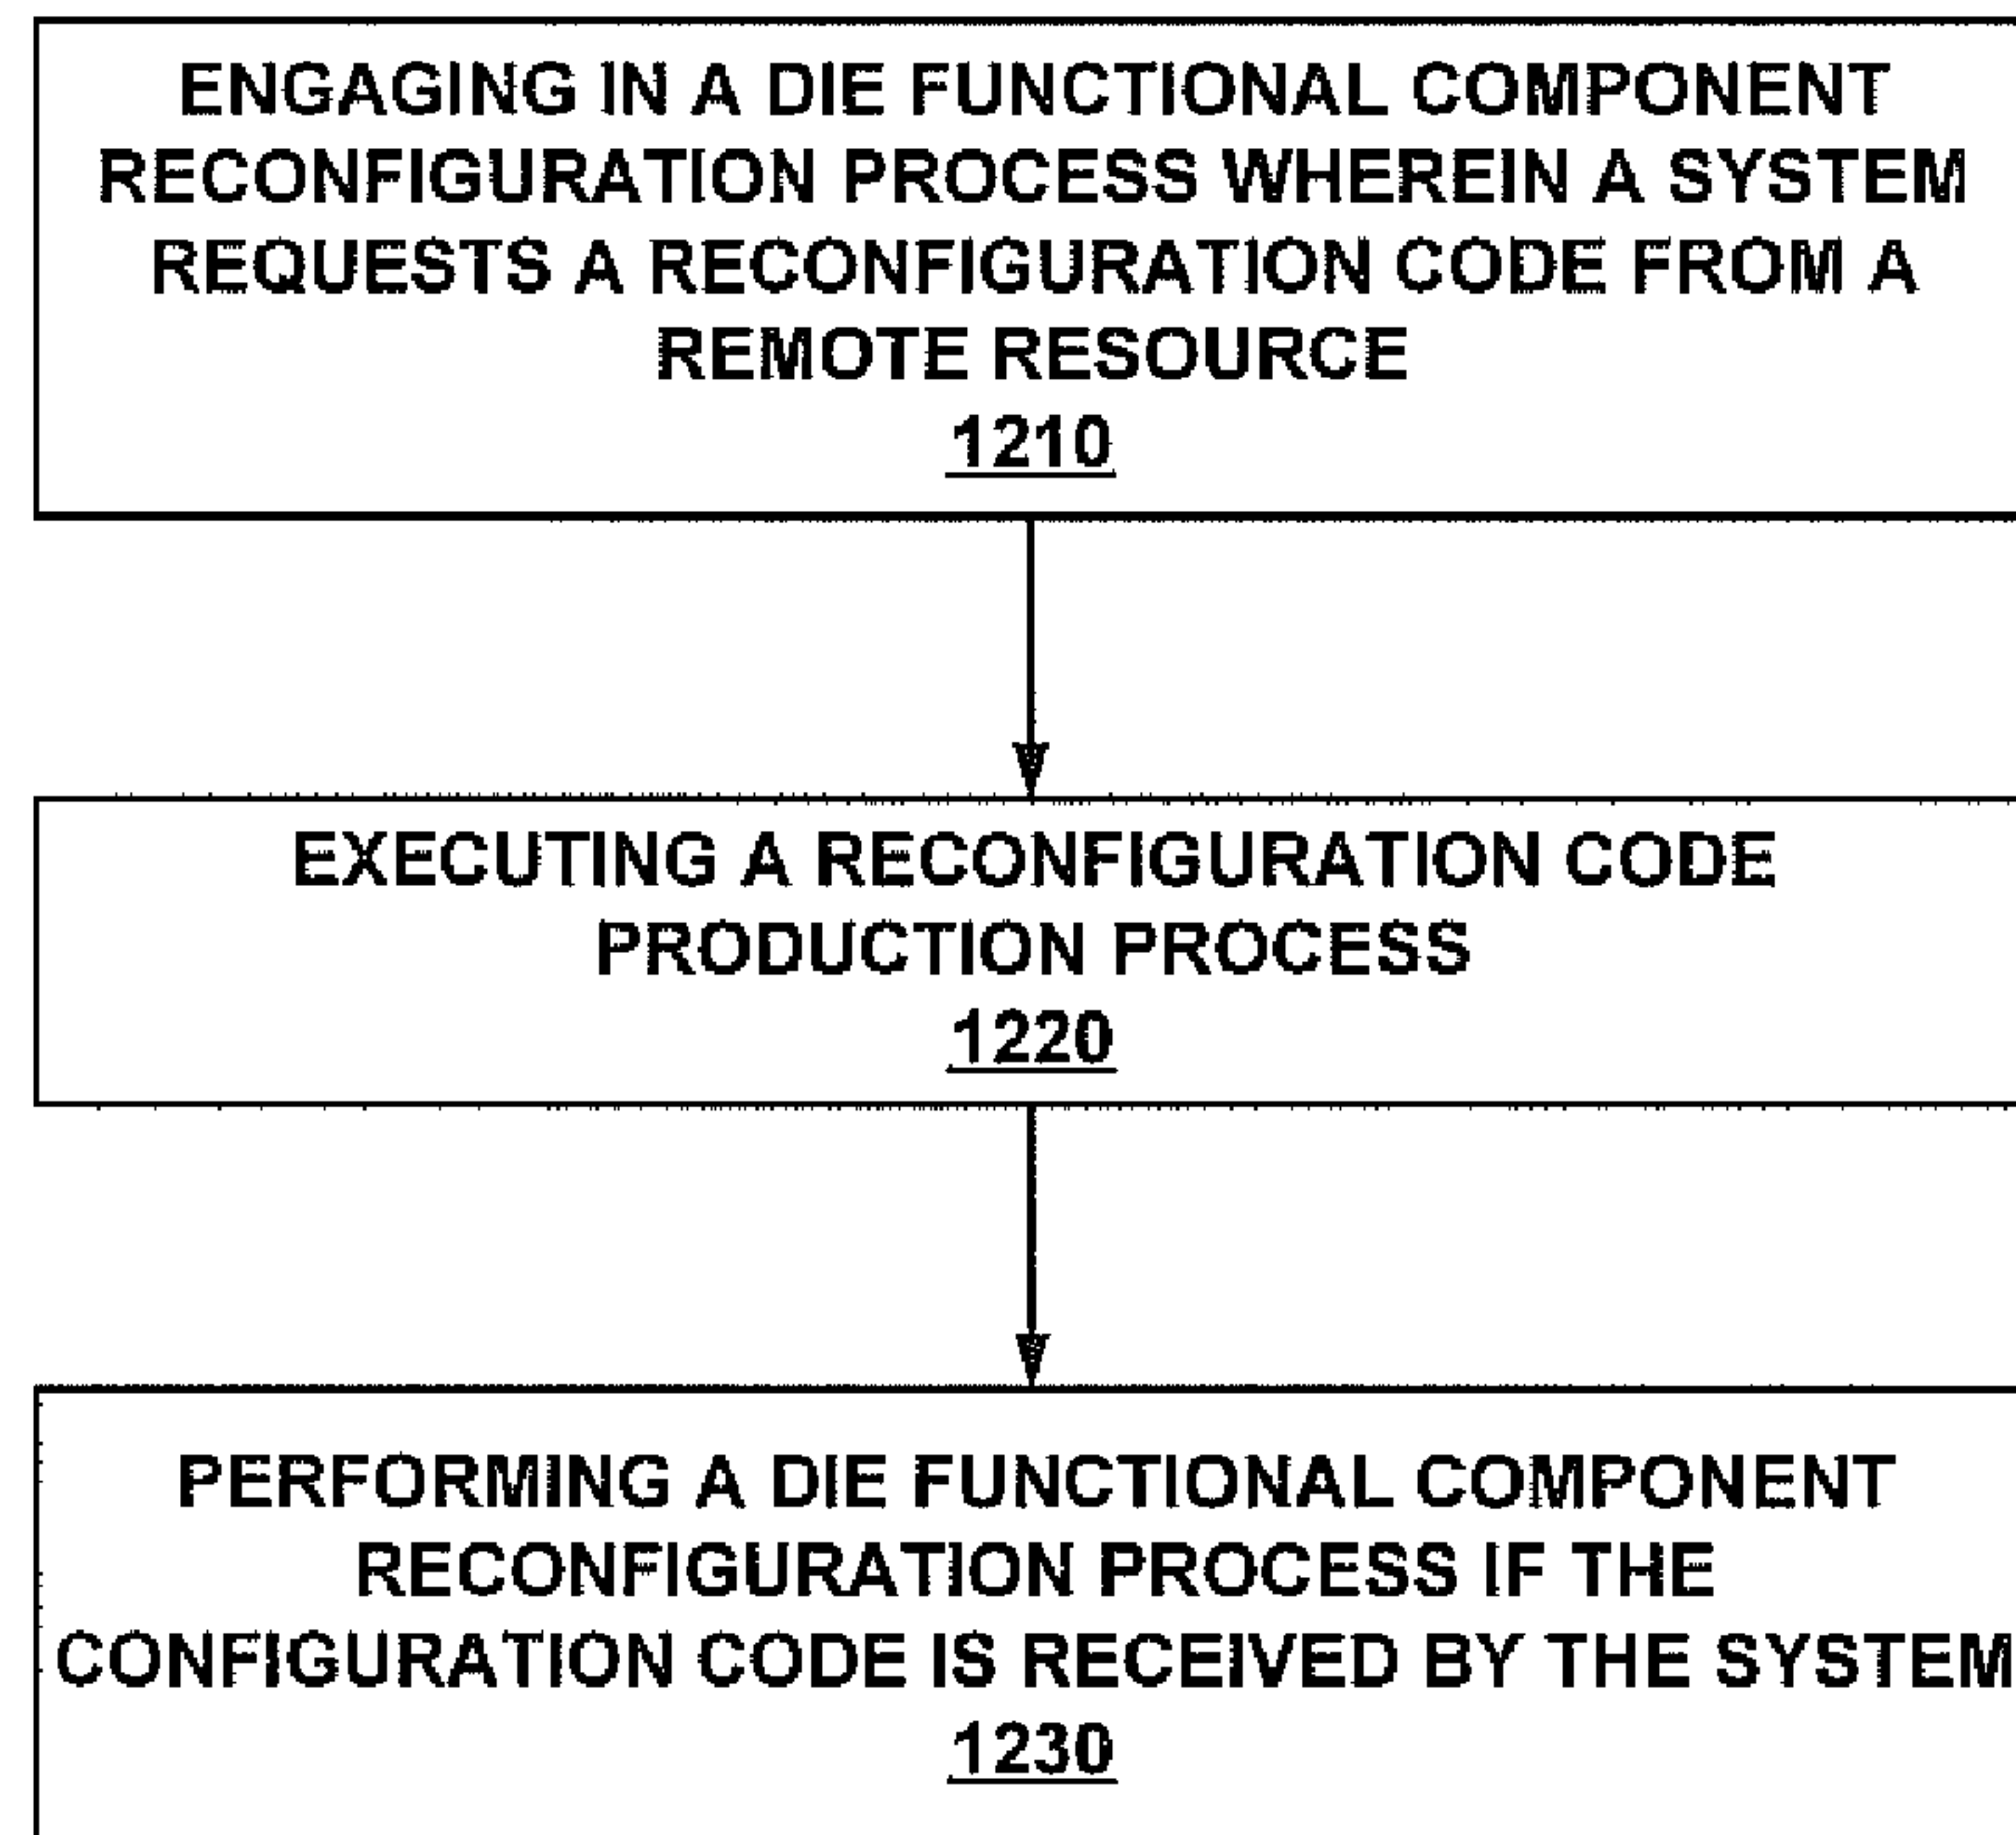 ENGAGING IN A DIE FUNCTIONAL COMPONENT
RECONFIGURATION PROCESS WHEREIN A SYSTEM
REQUESTS A RECONFIGURATION CODE FROM A
REMOTE RESOURCE
1210
EXECUTING A RECONFIGURATION CODE
PRODUCTION PROCESS
1220
PERFORMING A DIE FUNCTIONAL COMPONENT
RECONFIGURATION PROCESS IF THE
CONFIGURATION CODE IS RECEIVED BY THE SYSTEM
1230